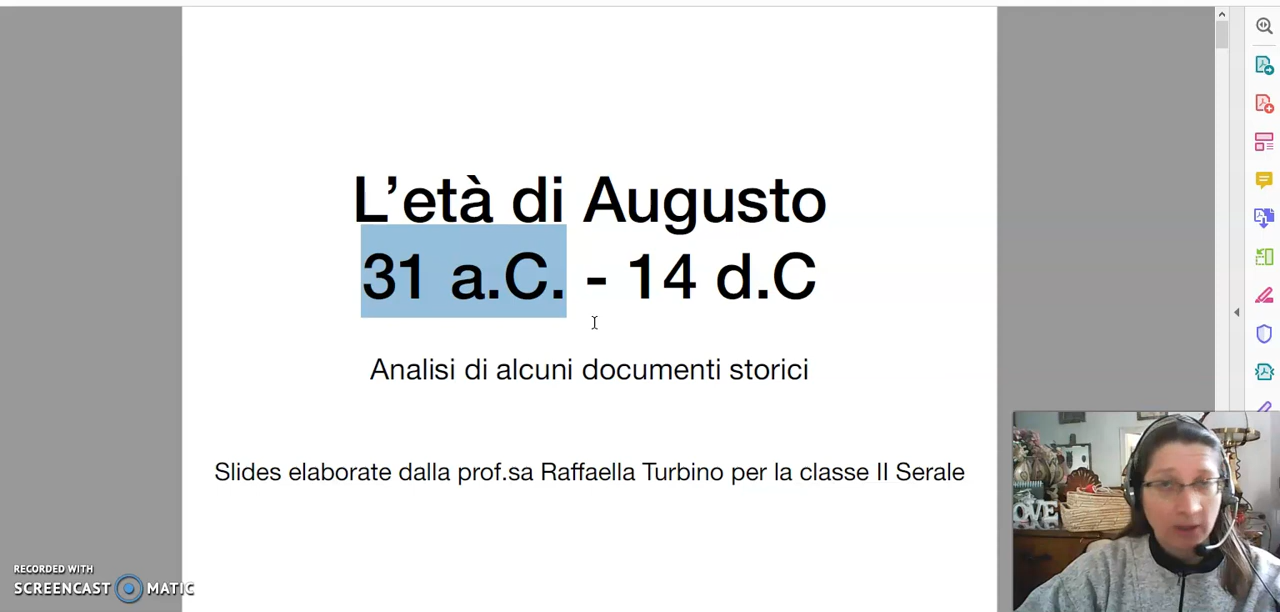 L’età di Augusto
31 a.C. - 14 d.C
Analisi di alcuni documenti storici
Slides elaborate dalla prof.sa Raffaella Turbino per la classe II Serale
RECORDED WITH
SCREENCAST MATIC
OVE